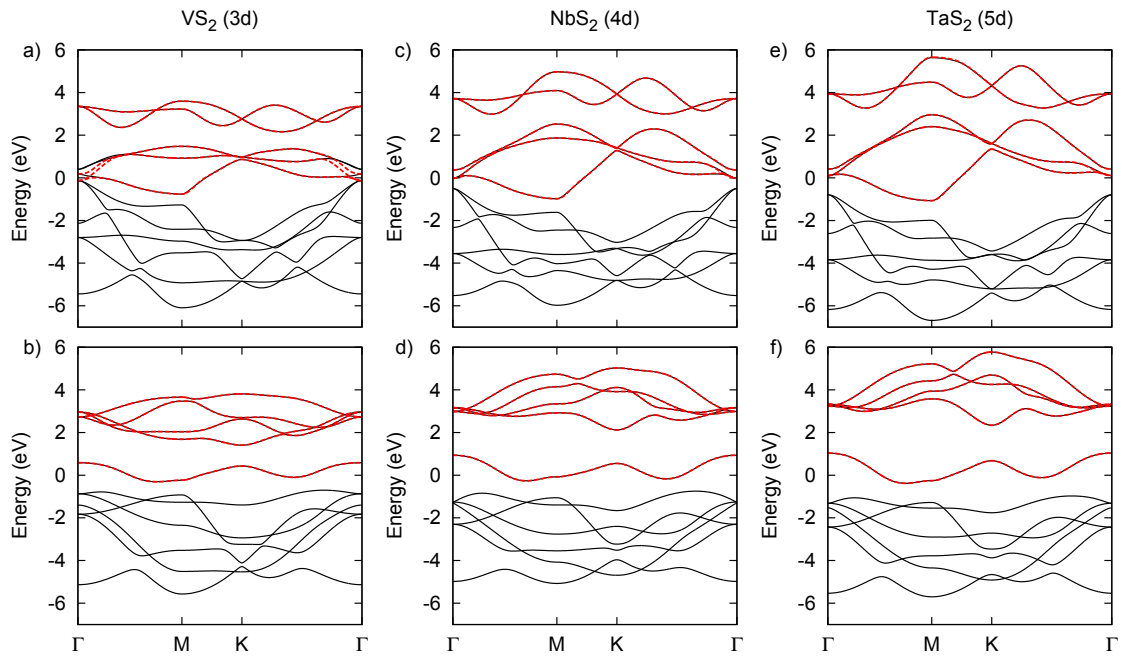 VS2 (3d) NbS2 (4d) TaS2 (5d)
a) c) e)
6 6 6
4 4 4
2 2 2
0 0 0
-2 -2 -2
-4 -4 -4
-6 -6 -6
Energy (eV) Energy (eV) Energy (eV)
b) d) f)
6 6 6
4 4 4
2 2 2
0 0 0
-2 -2 -2
-4 -4 -4
-6 -6 -6
Energy (eV) Energy (eV) Energy (eV)
Γ M K Γ Γ M K Γ Γ M K Γ